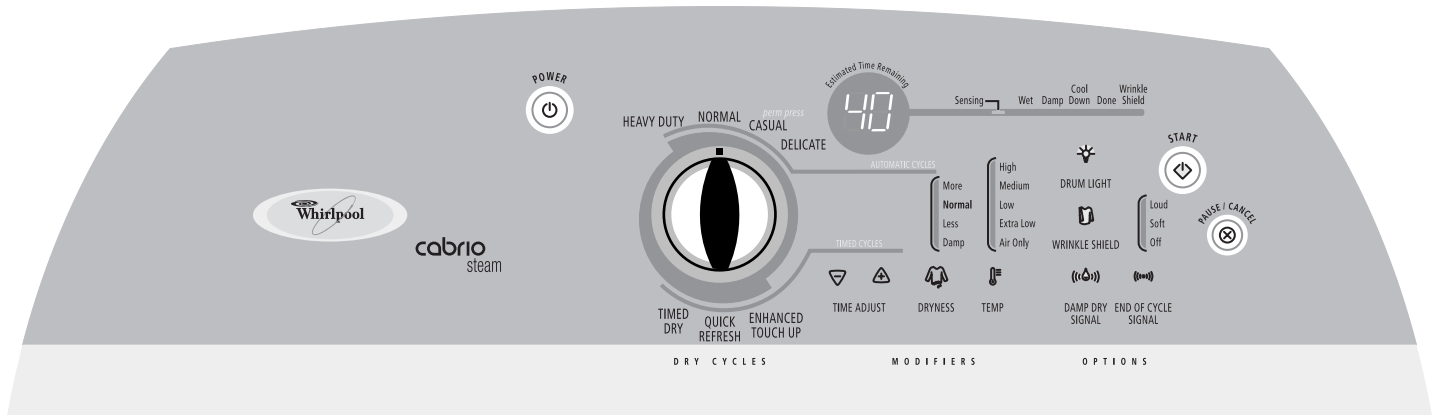 POWER
Whirlpool
cabrio
steam
HEAVY DUTY
NORMAL
perm press
CASUAL
DELICATE
AUTOMATIC CYCLES
TIMED CYCLES
TIMED
DRY
QUICK
REFRESH
ENHANCED
TOUCH UP
DRY CYCLES
Estimated Time Remaining
40
Sensing
Wet
Damp
Cool
Down
Done
Wrinkle
Shield
More
Normal
Less
Damp
High
Medium
Low
Extra Low
Air Only
TIME ADJUST
DRYNESS
TEMP
MODIFIERS
DRUM LIGHT
WRINKLE SHIELD
Loud
Soft
Off
DAMP DRY
SIGNAL
END OF CYCLE
SIGNAL
OPTIONS
START
PAUSE / CANCEL